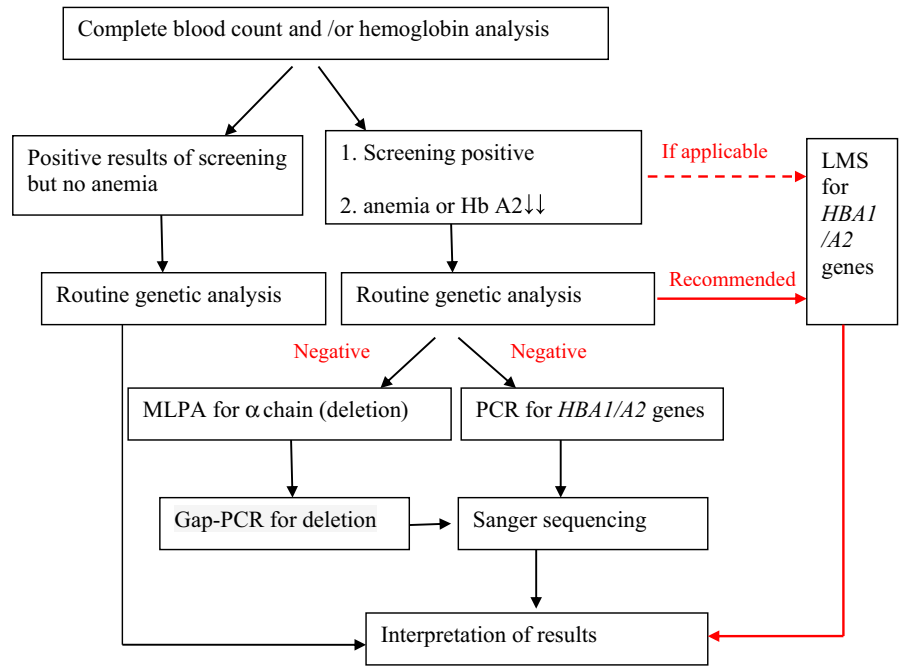 Complete blood count and /or hemoglobin analysis
Positive results of screening
but no anemia
1. Screening positive
2. anemia or Hb A2↓↓
If applicable
LMS
for
HBA1
/A2
genes
Routine genetic analysis
Routine genetic analysis
Recommended
Negative
Negative
MLPA for α chain (deletion)
PCR for HBA1/A2 genes
Gap-PCR for deletion
Sanger sequencing
Interpretation of results